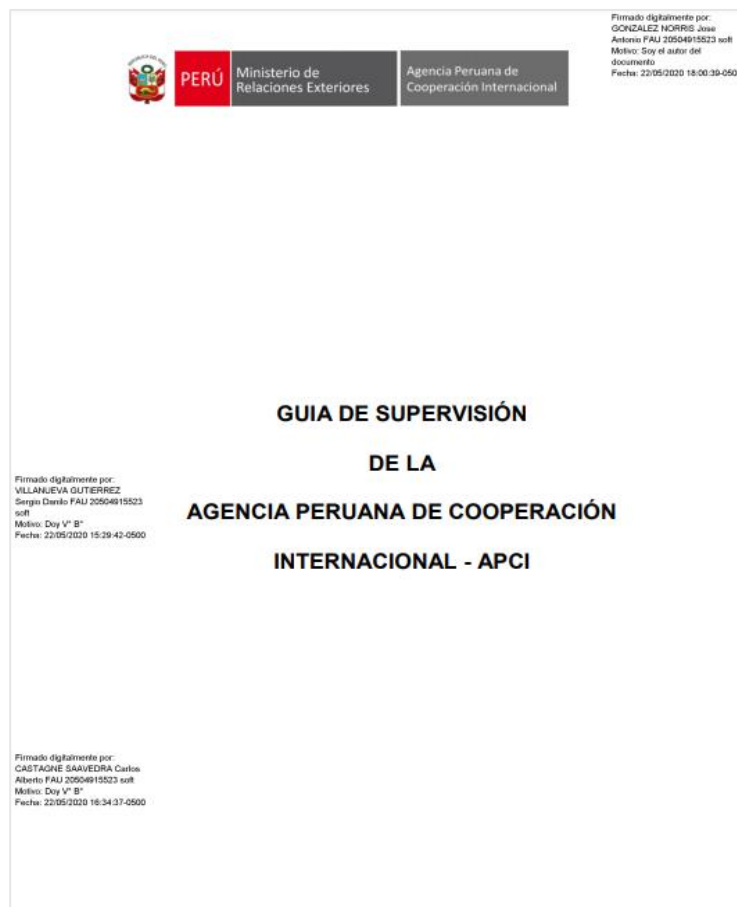 Firmado digitalmente por:
GONZALEZ NORRIS Jose
Antonio FAU 20504915523 soft
Motivo: Soy el autor del
documento
Fecha: 22/05/2020 18:00:39-0500
PERÚ
Ministerio de
Relaciones Exteriores
Agencia Peruana de
Cooperación Internacional
GUIA DE SUPERVISIÓN
DE LA
AGENCIA PERUANA DE COOPERACIÓN
INTERNACIONAL - APCI
Firmado digitalmente por:
VILLANUEVA GUTIERREZ
Sergio Danilo FAU 20504915523
soft
Motivo: Doy V° B°
Fecha: 22/05/2020 15:29:42-0500
Firmado digitalmente por:
CASTAGNE SAAVEDRA Carlos
Alberto FAU 20504915523 soft
Motivo: Doy V° B°
Fecha: 22/05/2020 16:34:37-0500